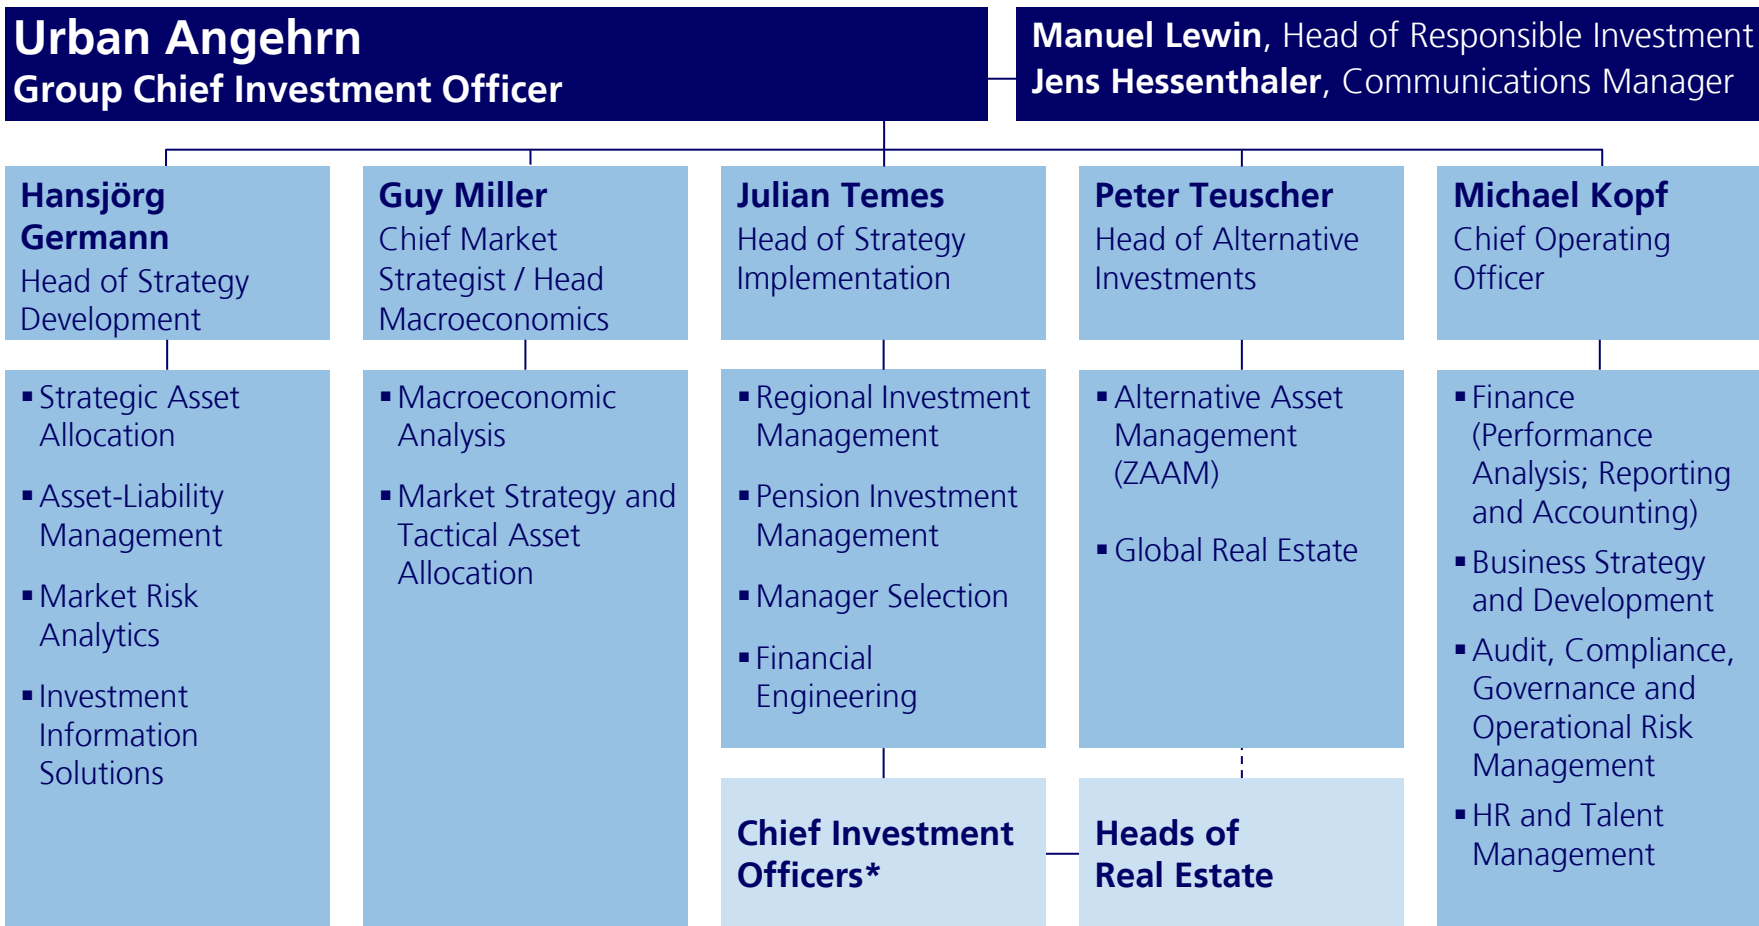 Urban Angehrn
Group Chief Investment Officer
Manuel Lewin, Head of Responsible Investment
Jens Hessenthaler, Communications Manager
Hansjörg
Germann
Head of Strategy
Development
▪ Strategic Asset
Allocation
▪ Asset-Liability
Management
▪ Market Risk
Analytics
▪ Investment
Information
Solutions
Guy Miller
Chief Market
Strategist / Head
Macroeconomics
▪ Macroeconomic
Analysis
▪ Market Strategy and
Tactical Asset
Allocation
Julian Temes
Head of Strategy
Implementation
▪ Regional Investment
Management
▪ Pension Investment
Management
▪ Manager Selection
▪ Financial
Engineering
Chief Investment
Officers*
Peter Teuscher
Head of Alternative
Investments
▪ Alternative Asset
Management
(ZAAM)
▪ Global Real Estate
Heads of
Real Estate
Michael Kopf
Chief Operating
Officer
▪ Finance
(Performance
Analysis; Reporting
and Accounting)
▪ Business Strategy
and Development
▪ Audit, Compliance,
Governance and
Operational Risk
Management
▪ HR and Talent
Management